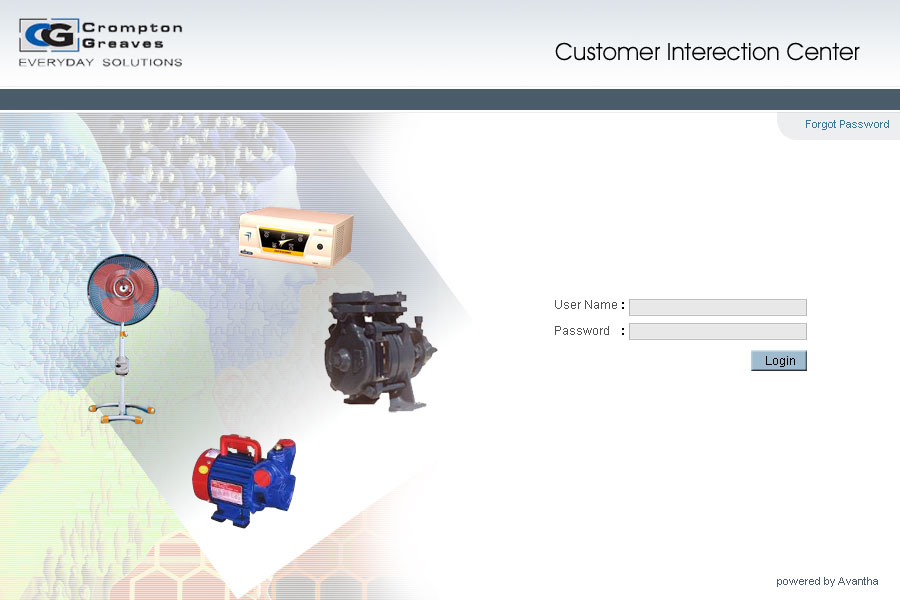 CG Crompton
Greaves
EVERYDAY SOLUTIONS
Customer Interection Center
Forgot Password
User Name :
Password :
Login
powered by Avantha